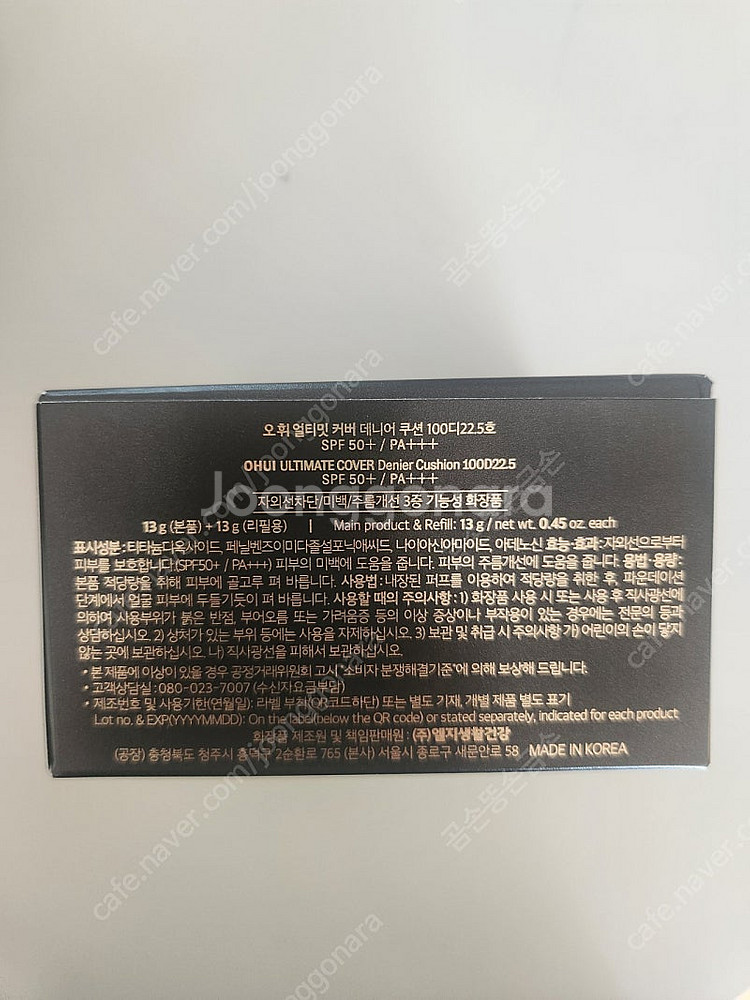 오휘 얼티밋 커버 데니어 쿠션 100디22.5호
SPF 50+ / PA+++
OHUI ULTIMATE COVER Denier Cushion 100D22.5
SPF 50+ / PA+++
자외선차단/미백/주름개선 3중 기능성 화장품
Joonggonara
13 g (본품) + 13 g (리필용) | Main product & Refill: 13 g / net wt. 0.45 oz. each
표시성분 : 티타늄디옥사이드, 페닐벤즈이미다졸설포닉애씨드, 나이아신아마이드, 아데노신 효능·효과 : 자외선으로부터
피부를 보호합니다(SPF50+ / PA+++) 피부의 미백에 도움을 줍니다. 피부의 주름개선에 도움을 줍니다. 용법·용량 :
본품 적당량을 취해 피부에 골고루 펴 바릅니다. 사용법 : 내장된 퍼프를 이용하여 적당량을 취한 후, 파운데이션
단계에서 얼굴 피부에 두들기듯이 펴 바릅니다. 사용할 때의 주의사항 : 1) 화장품 사용 시 또는 사용 후 직사광선에
의하여 사용부위가 붉은 반점, 부어오름 또는 가려움증 등의 이상 증상이나 부작용이 있는 경우에는 전문의 등과
상담하십시오. 2) 상처가 있는 부위 등에는 사용을 자제하십시오. 3) 보관 및 취급 시 주의사항 가) 어린이의 손이 닿지
않는 곳에 보관하십시오. 나) 직사광선을 피해서 보관하십시오.
• 본 제품에 이상이 있을 경우 공정거래위원회 고시 "소비자 분쟁해결기준"에 의해 보상해 드립니다.
• 고객상담실 : 080-023-7007 (수신자요금부담)
• 제조번호 및 사용기한(연월일) : 라벨 부착(QR코드하단) 또는 별도 기재, 개별 제품 별도 표기
Lot no. & EXP(YYYYMMDD): On the label(below the QR code) or stated separately, indicated for each product
화장품 제조원 및 책임판매원 : (주)엘지생활건강
(공장) 충청북도 청주시 흥덕구 2순환로 765 (본사) 서울시 종로구 새문안로 58 MADE IN KOREA
cafe.naver.com/joonggonara
곰손똥손금손
cafe.naver.com/joonggonara
곰손똥손금손
cafe.naver.com/joonggonara